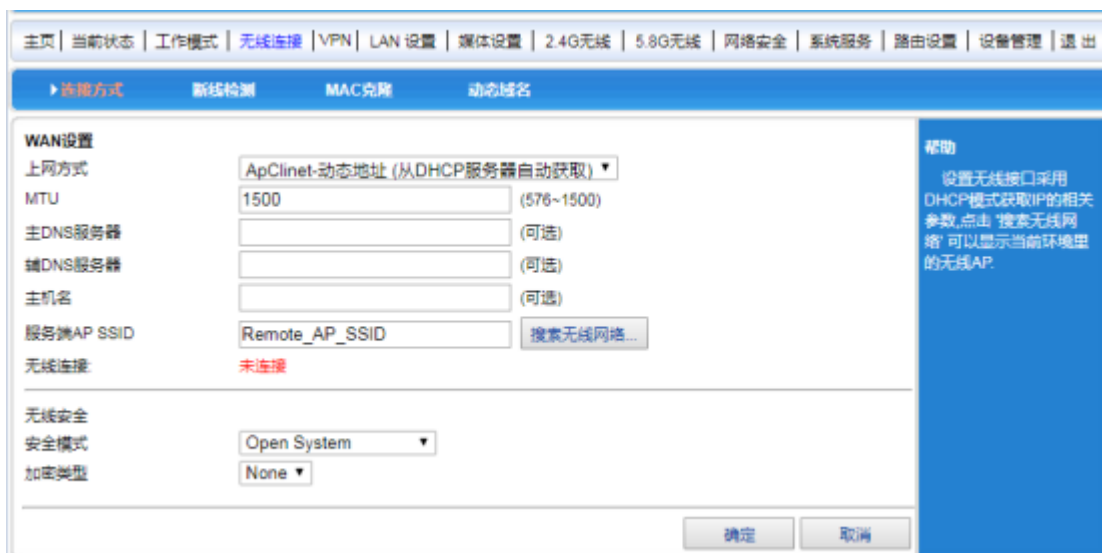 主页| 当前状态 | 工作模式 | 无线连接 |VPN| LAN 设置 | 媒体设置 | 2.4G无线 | 5.8G无线 | 网络安全 | 系统服务 | 路由设置 | 设备管理 | 退 出
连接方式 断线检测 MAC克隆 动态域名
WAN设置
上网方式 ApClinet-动态地址 (从DHCP服务器自动获取)
MTU 1500 (576~1500)
主DNS服务器 (可选)
辅DNS服务器 (可选)
主机名 (可选)
服务端AP SSID Remote_AP_SSID 搜索无线网络...
无线连接: 未连接
无线安全
安全模式 Open System
加密类型 None
确定 取消
帮助
设置无线接口采用
DHCP模式获取IP的相关
参数,点击 '搜索无线网
络' 可以显示当前环境里
的无线AP.